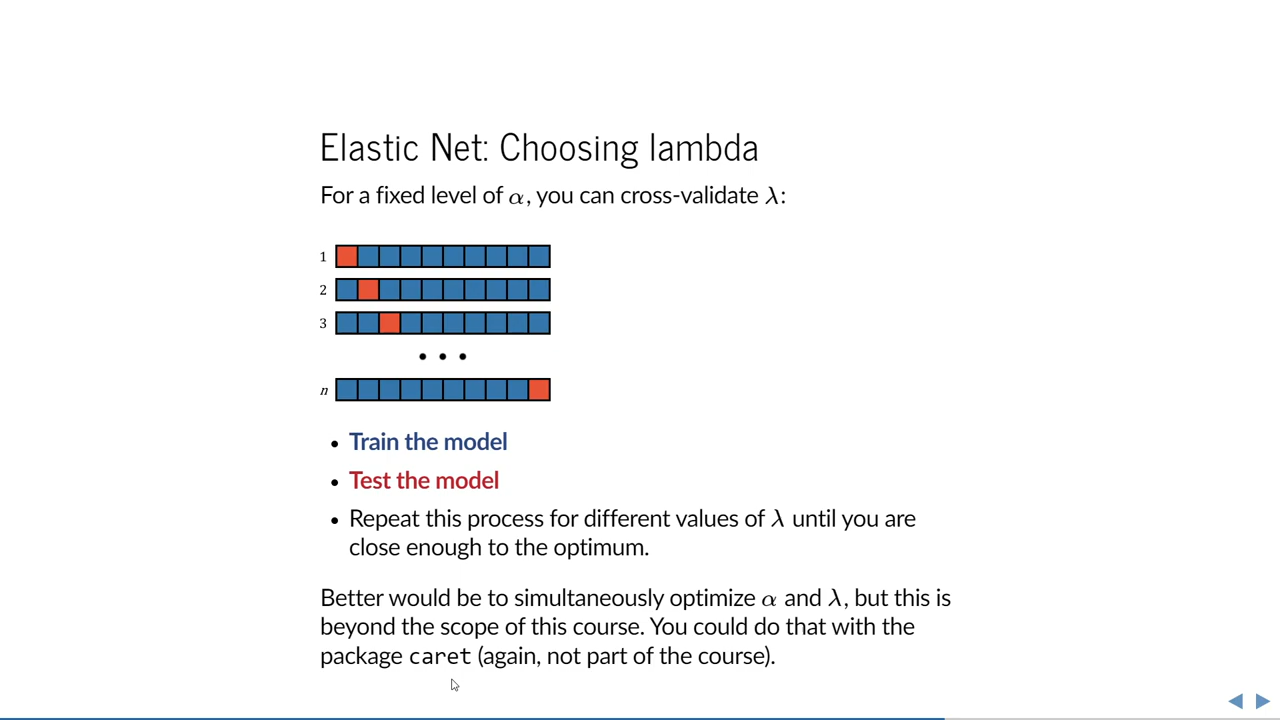 Elastic Net: Choosing lambda
For a fixed level of α, you can cross-validate λ:
1
2
3
• • •
n
• Train the model
• Test the model
• Repeat this process for different values of λ until you are
close enough to the optimum.
Better would be to simultaneously optimize α and λ, but this is
beyond the scope of this course. You could do that with the
package caret (again, not part of the course).